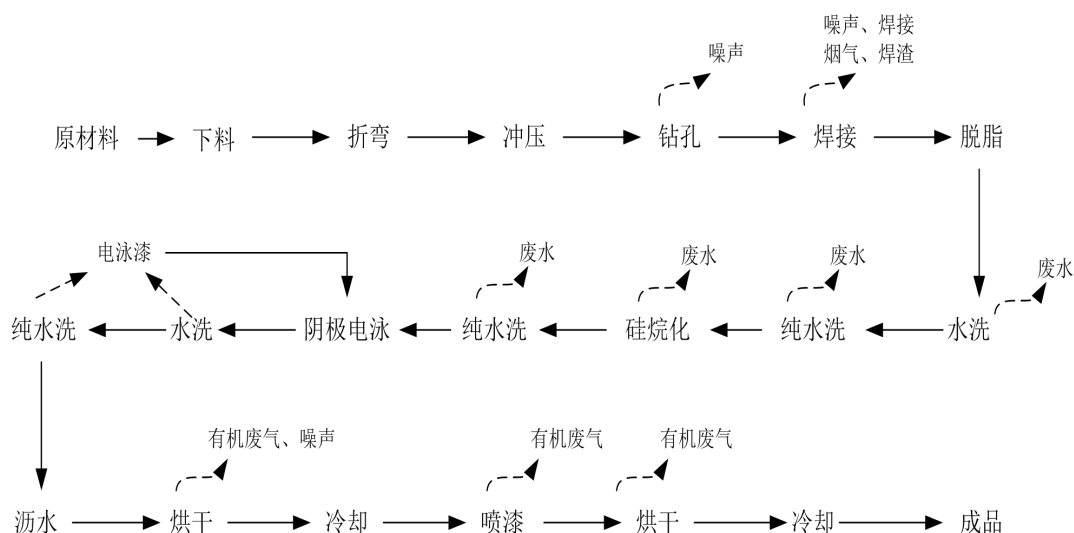 噪声、焊接
烟气、焊渣
噪声
原材料 下料 折弯 冲压 钻孔 焊接 脱脂
电泳漆 废水 废水 废水 废水
纯水洗 水洗 阴极电泳 纯水洗 硅烷化 纯水洗 水洗
有机废气、噪声 有机废气 有机废气
沥水 烘干 冷却 喷漆 烘干 冷却 成品